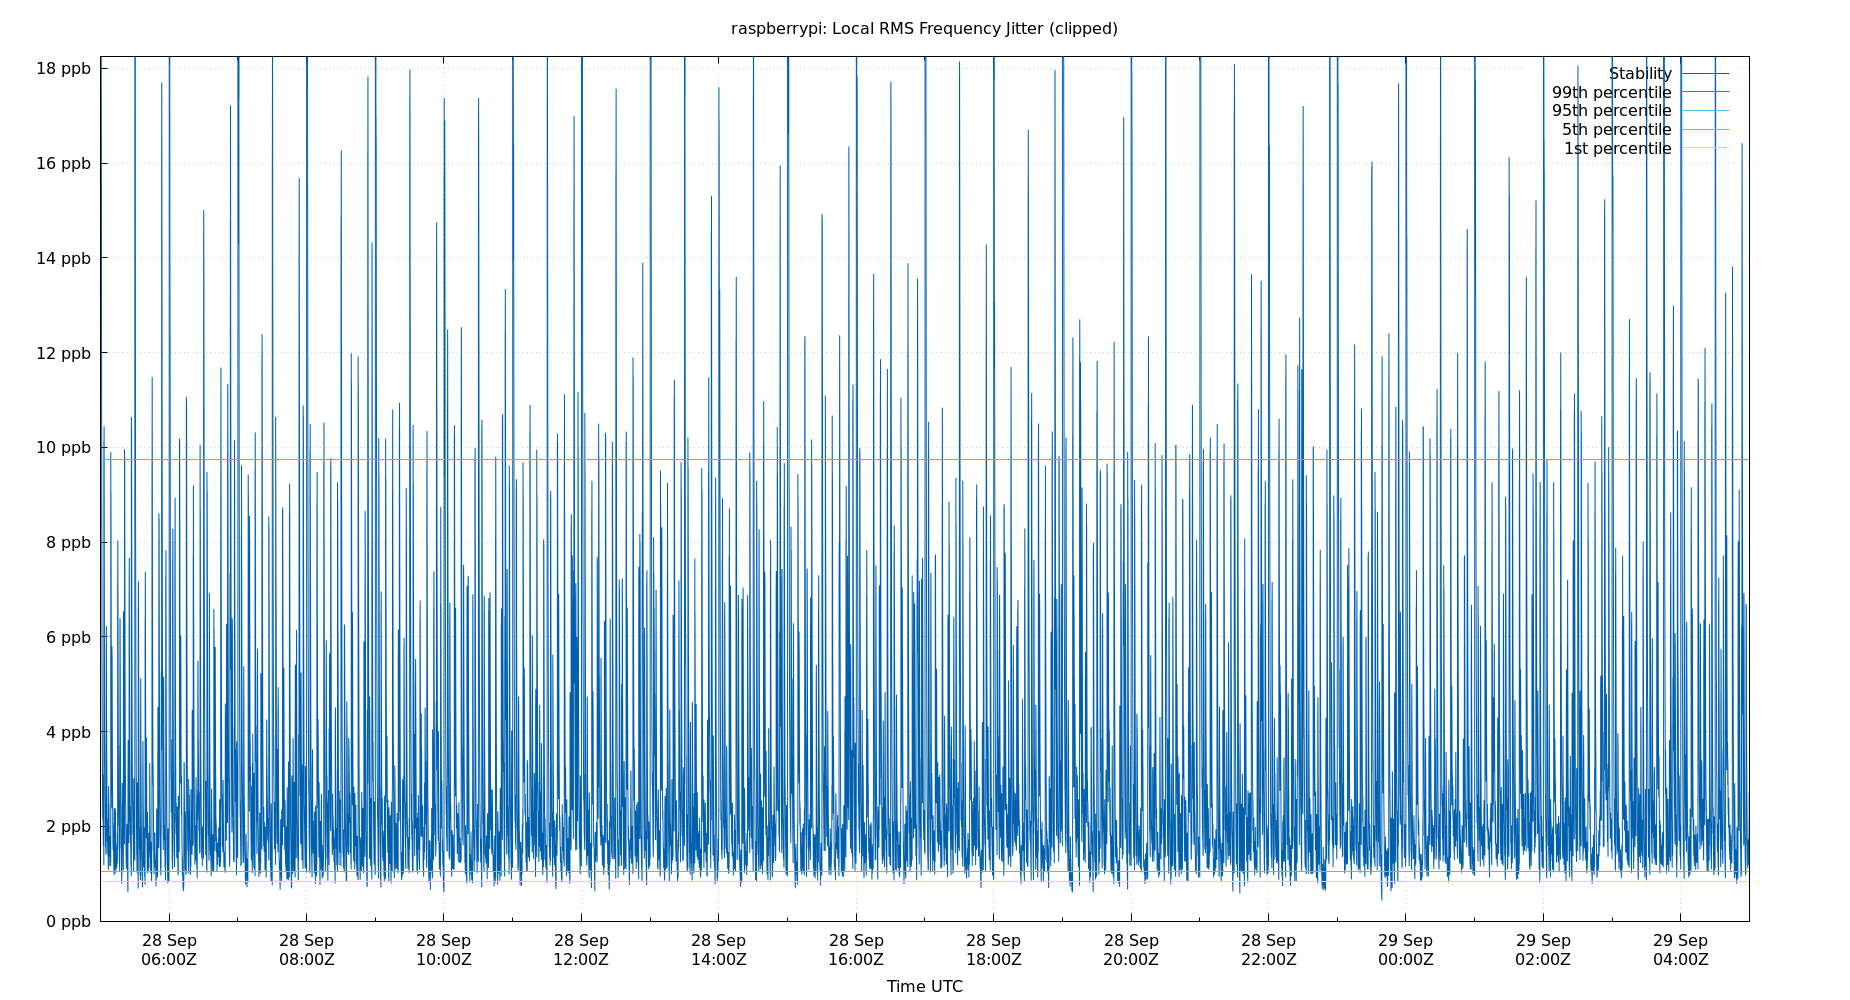 raspberrypi: Local RMS Frequency Jitter (clipped)
18 ppb
16 ppb
14 ppb
12 ppb
10 ppb
8 ppb
6 ppb
4 ppb
2 ppb
0 ppb
Stability
99th percentile
95th percentile
5th percentile
1st percentile
28 Sep 28 Sep 28 Sep 28 Sep 28 Sep 28 Sep 28 Sep 28 Sep 28 Sep 29 Sep 29 Sep 29 Sep
06:00Z 08:00Z 10:00Z 12:00Z 14:00Z 16:00Z 18:00Z 20:00Z 22:00Z 00:00Z 02:00Z 04:00Z
Time UTC